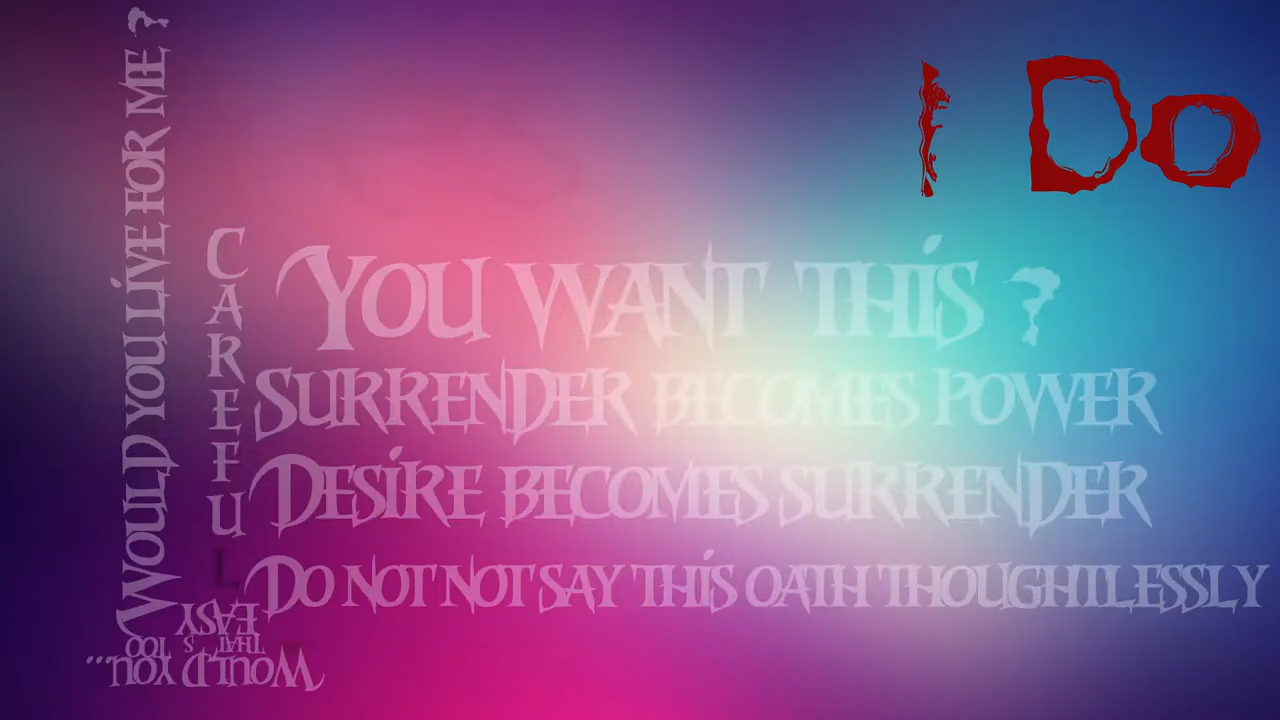 I Do
Would you live for me ?
CAREFUL
You want this ?
Surrender becomes power
Desire becomes surrender
Do not not say this oath thoughtlessly
Would you...
that's too
easy